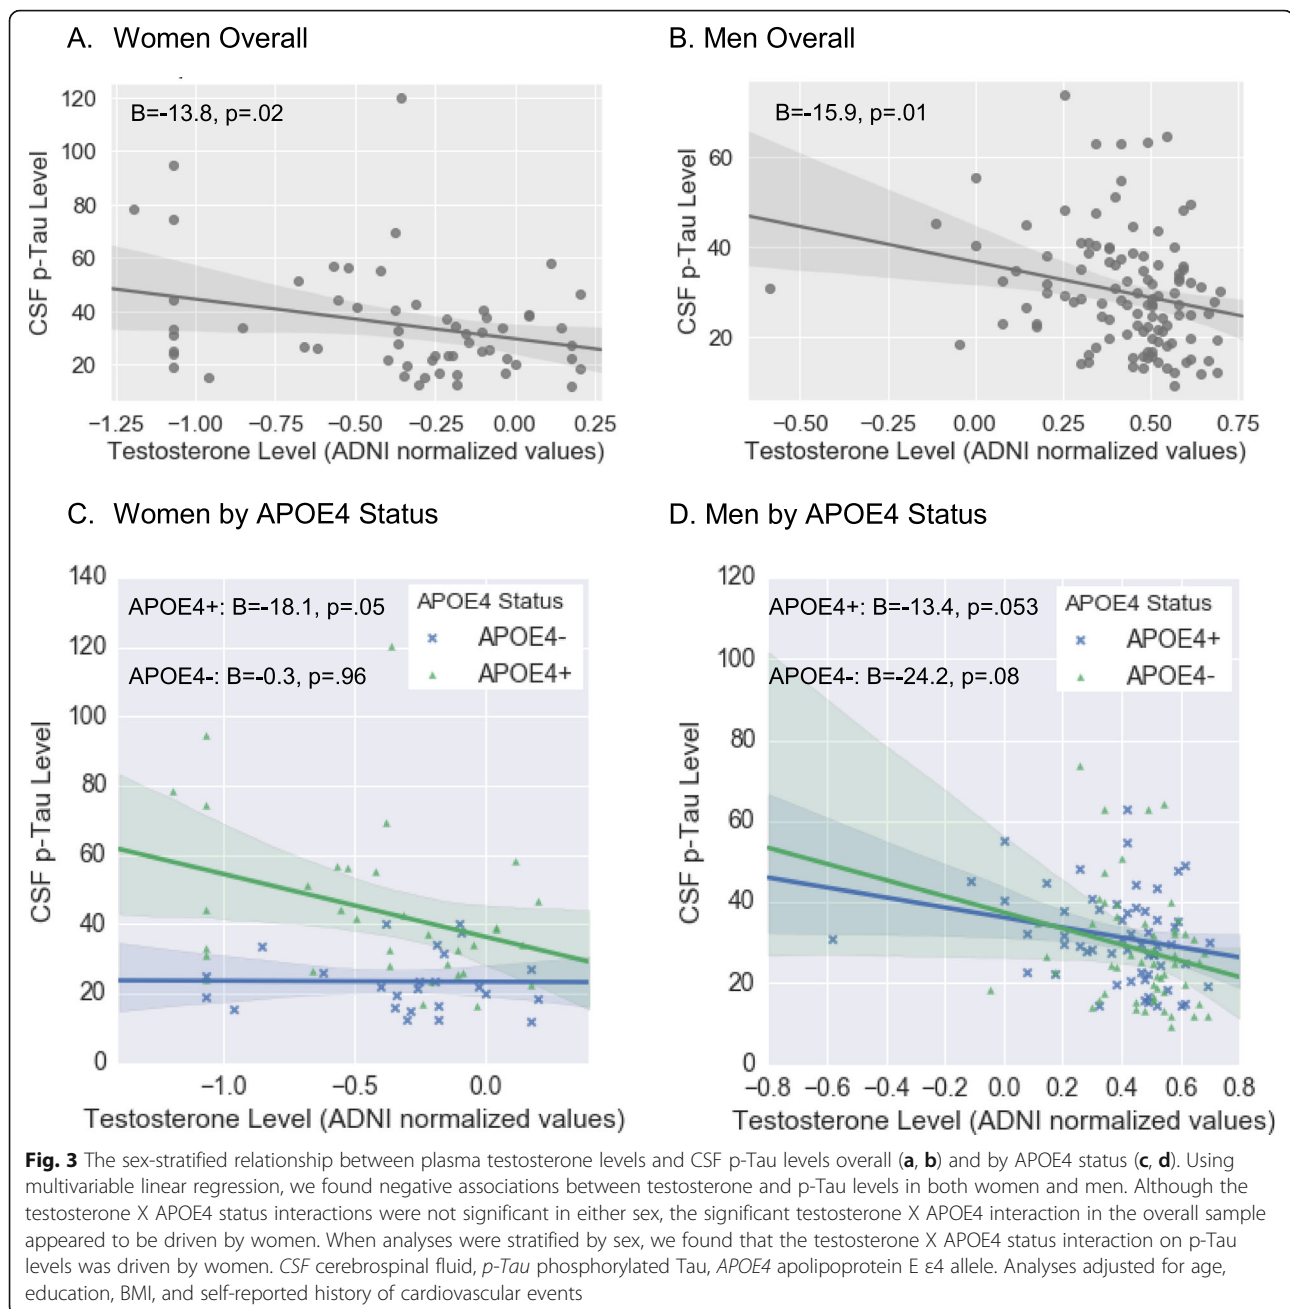 A. Women Overall
B. Men Overall
B=-13.8, p=.02
120
100
80
60
40
20
CSF p-Tau Level
−1.25 −1.00 −0.75 −0.50 −0.25 0.00 0.25
Testosterone Level (ADNI normalized values)
B=-15.9, p=.01
60
40
20
CSF p-Tau Level
−0.50 −0.25 0.00 0.25 0.50 0.75
Testosterone Level (ADNI normalized values)
C. Women by APOE4 Status
D. Men by APOE4 Status
140
120
100
80
60
40
20
0
CSF p-Tau Level
APOE4+: B=-18.1, p=.05
APOE4-: B=-0.3, p=.96
APOE4 Status
APOE4-
APOE4+
−1.0 −0.5 0.0
Testosterone Level (ADNI normalized values)
120
100
80
60
40
20
0
CSF p-Tau Level
APOE4+: B=-13.4, p=.053
APOE4-: B=-24.2, p=.08
APOE4 Status
APOE4+
APOE4-
−0.8 −0.6 −0.4 −0.2 0.0 0.2 0.4 0.6 0.8
Testosterone Level (ADNI normalized values)
Fig. 3 The sex-stratified relationship between plasma testosterone levels and CSF p-Tau levels overall (a, b) and by APOE4 status (c, d). Using
multivariable linear regression, we found negative associations between testosterone and p-Tau levels in both women and men. Although the
testosterone X APOE4 status interactions were not significant in either sex, the significant testosterone X APOE4 interaction in the overall sample
appeared to be driven by women. When analyses were stratified by sex, we found that the testosterone X APOE4 status interaction on p-Tau
levels was driven by women. CSF cerebrospinal fluid, p-Tau phosphorylated Tau, APOE4 apolipoprotein E ε4 allele. Analyses adjusted for age,
education, BMI, and self-reported history of cardiovascular events